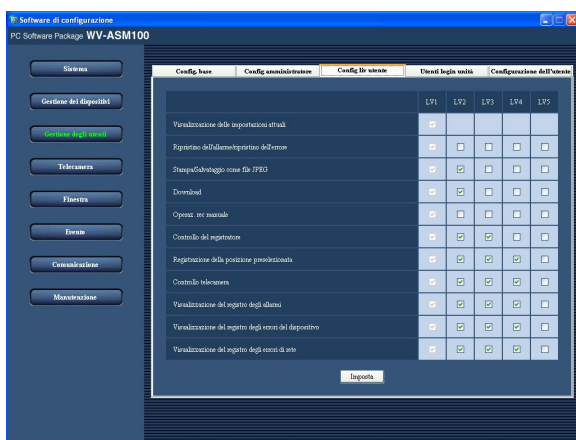 Software di configurazione
PC Software Package WV-ASM100
Sistema
Gestione dei dispositivi
Gestione degli utenti
Telecamera
Finestra
Evento
Comunicazione
Manutenzione
Config. base Config amministratore Config liv utente Utenti login unità Configurazione dell'utente
LV1 LV2 LV3 LV4 LV5
Visualizzazione delle impostazioni attuali
Ripristino dell'allarme/ripristino dell'errore
Stampa/Salvataggio come file JPEG
Download
Operaz. rec manuale
Controllo del registratore
Registrazione della posizione preselezionata
Controllo telecamera
Visualizzazione del registro degli allarmi
Visualizzazione del registro degli errori del dispositivo
Visualizzazione del registro degli errori di rete
Imposta